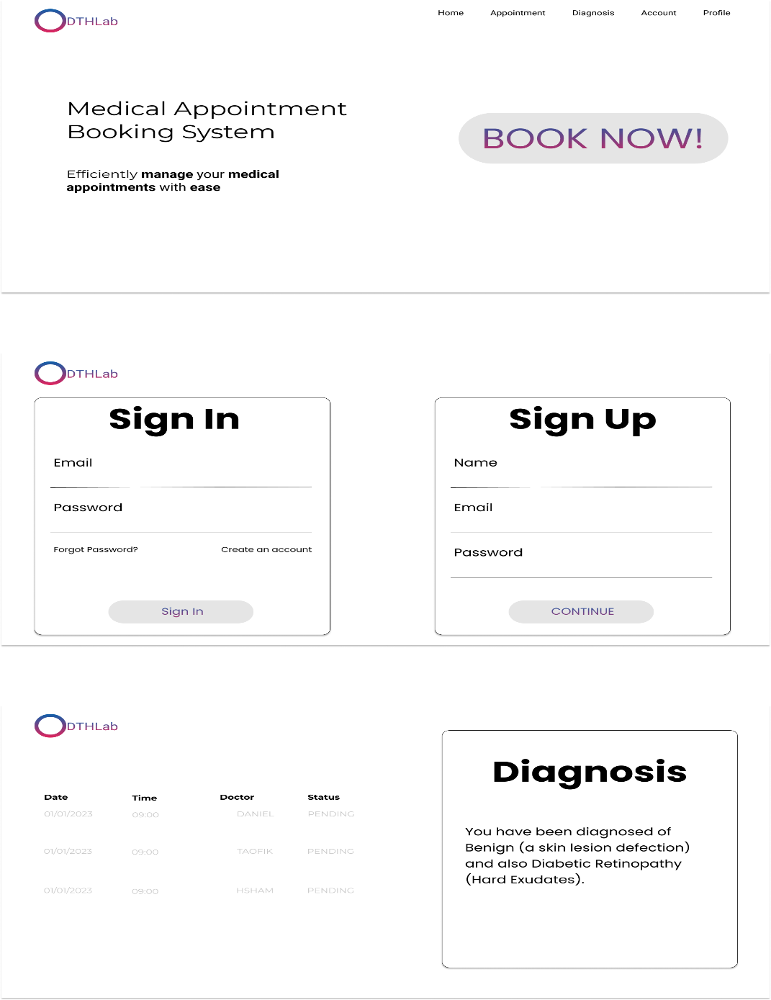 DTHLab
Home Appointment Diagnosis Account Profile
Medical Appointment
Booking System
BOOK NOW!
Efficiently manage your medical
appointments with ease
DTHLab
Sign In
Email
Password
Forgot Password? Create an account
Sign In
Sign Up
Name
Email
Password
CONTINUE
DTHLab
Date Time Doctor Status
01/01/2023 09:00 DANIEL PENDING
01/01/2023 09:00 TAOFIK PENDING
01/01/2023 09:00 HSHAM PENDING
Diagnosis
You have been diagnosed of
Benign (a skin lesion defection)
and also Diabetic Retinopathy
(Hard Exudates).